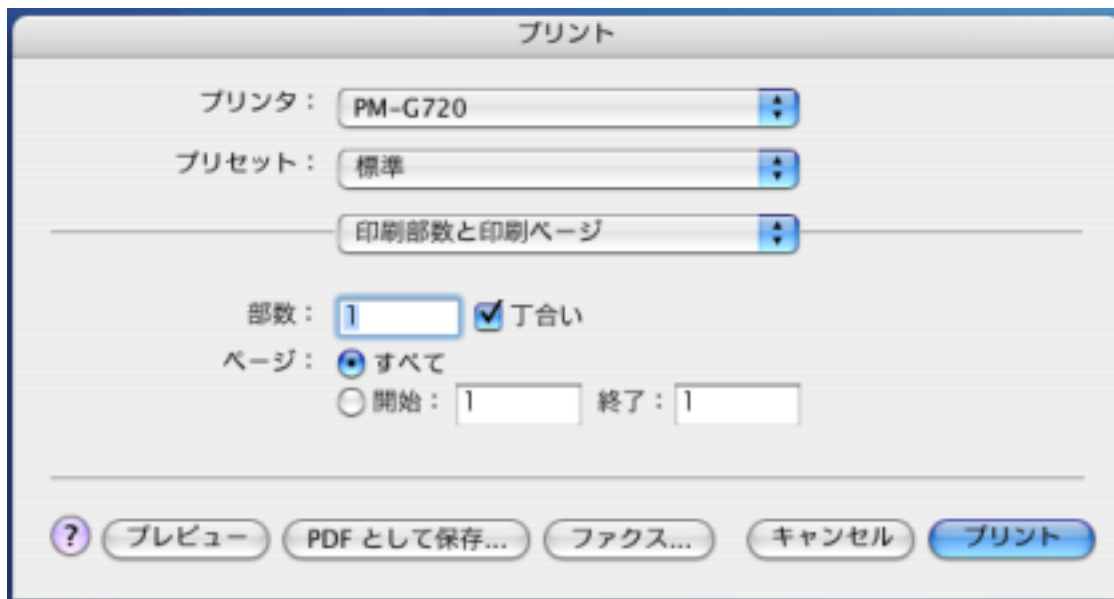 プリント
プリンタ： PM-G720
プリセット： 標準
印刷部数と印刷ページ
部数： 1 丁合い
ページ： すべて
開始： 1 終了： 1
? プレビュー PDF として保存... ファクス... キャンセル プリント